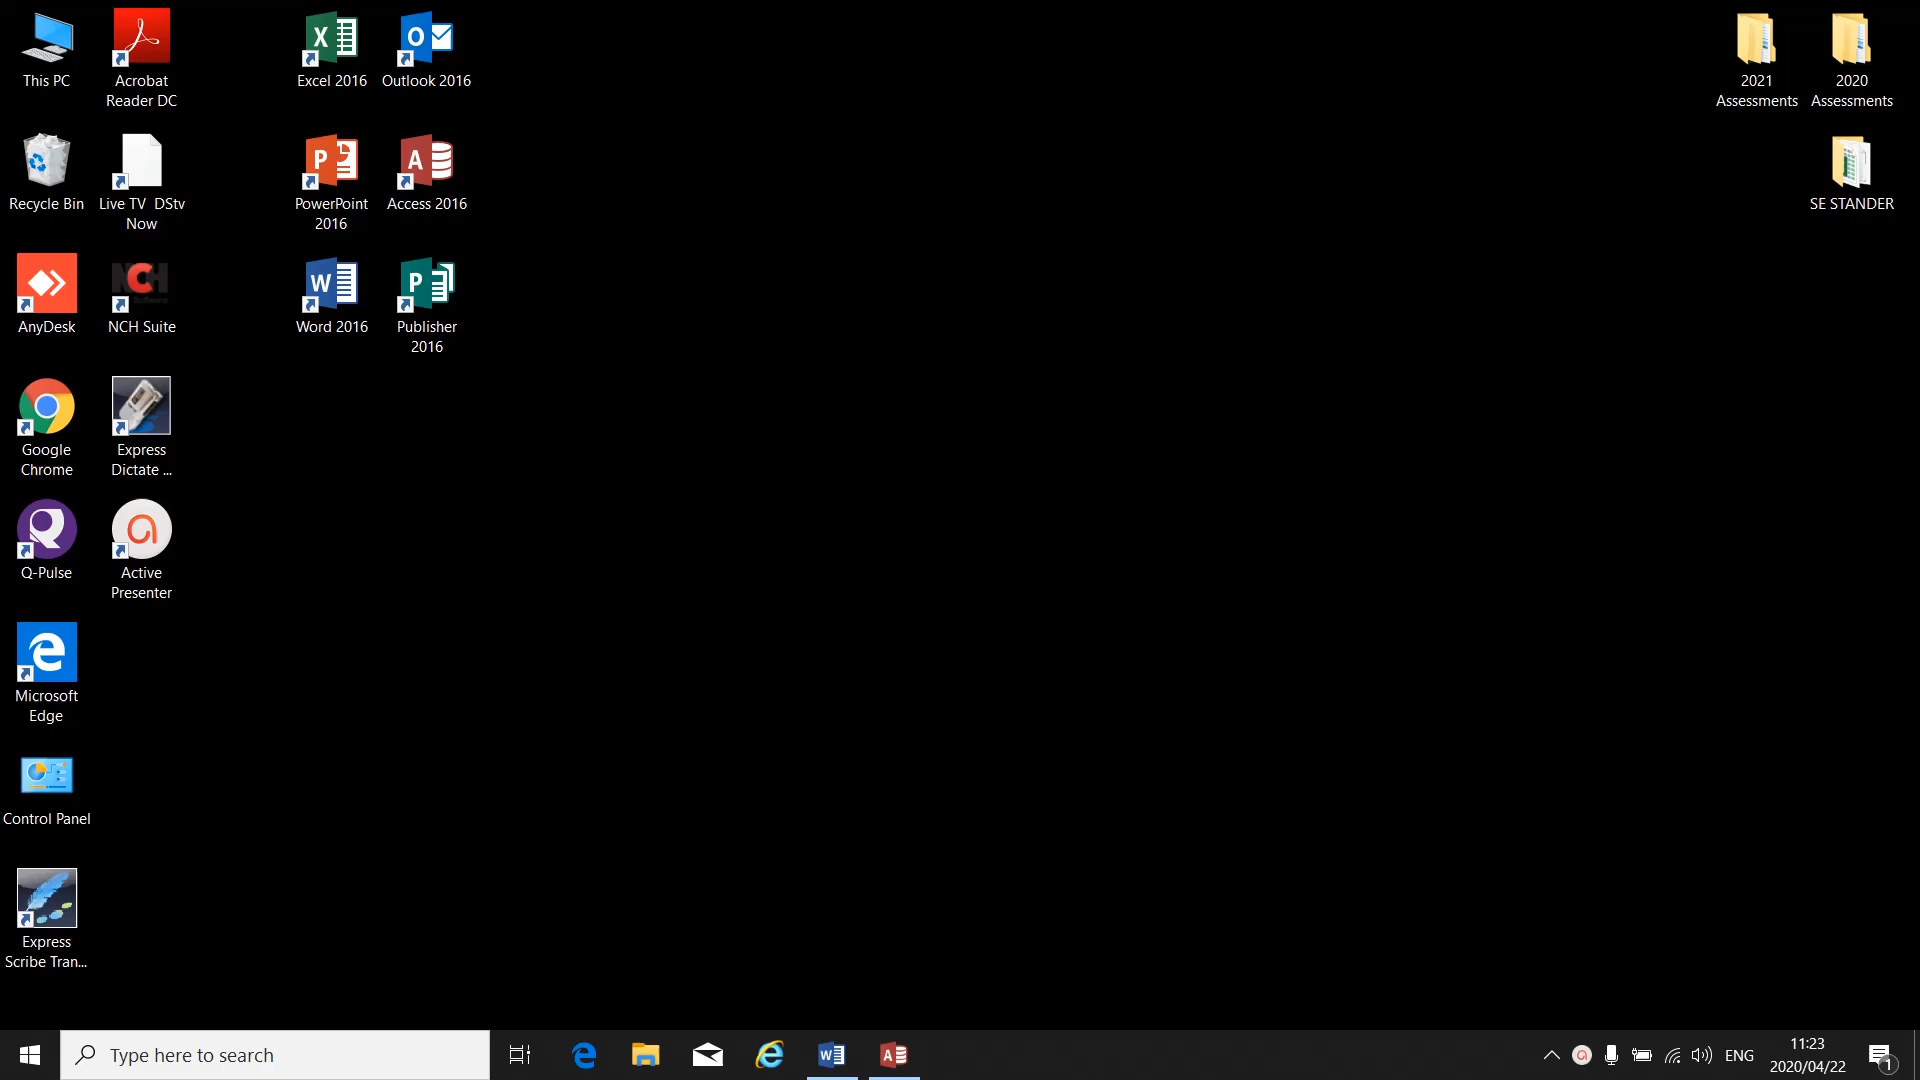 This PC
Acrobat
Reader DC
Excel 2016
Outlook 2016
2021
Assessments
2020
Assessments
Recycle Bin
Live TV DStv
Now
PowerPoint
2016
Access 2016
SE STANDER
AnyDesk
NCH Suite
Word 2016
Publisher
2016
Google
Chrome
Express
Dictate ...
Q-Pulse
Active
Presenter
Microsoft
Edge
Control Panel
Express
Scribe Tran...
Type here to search
ENG
11:23
2020/04/22
1